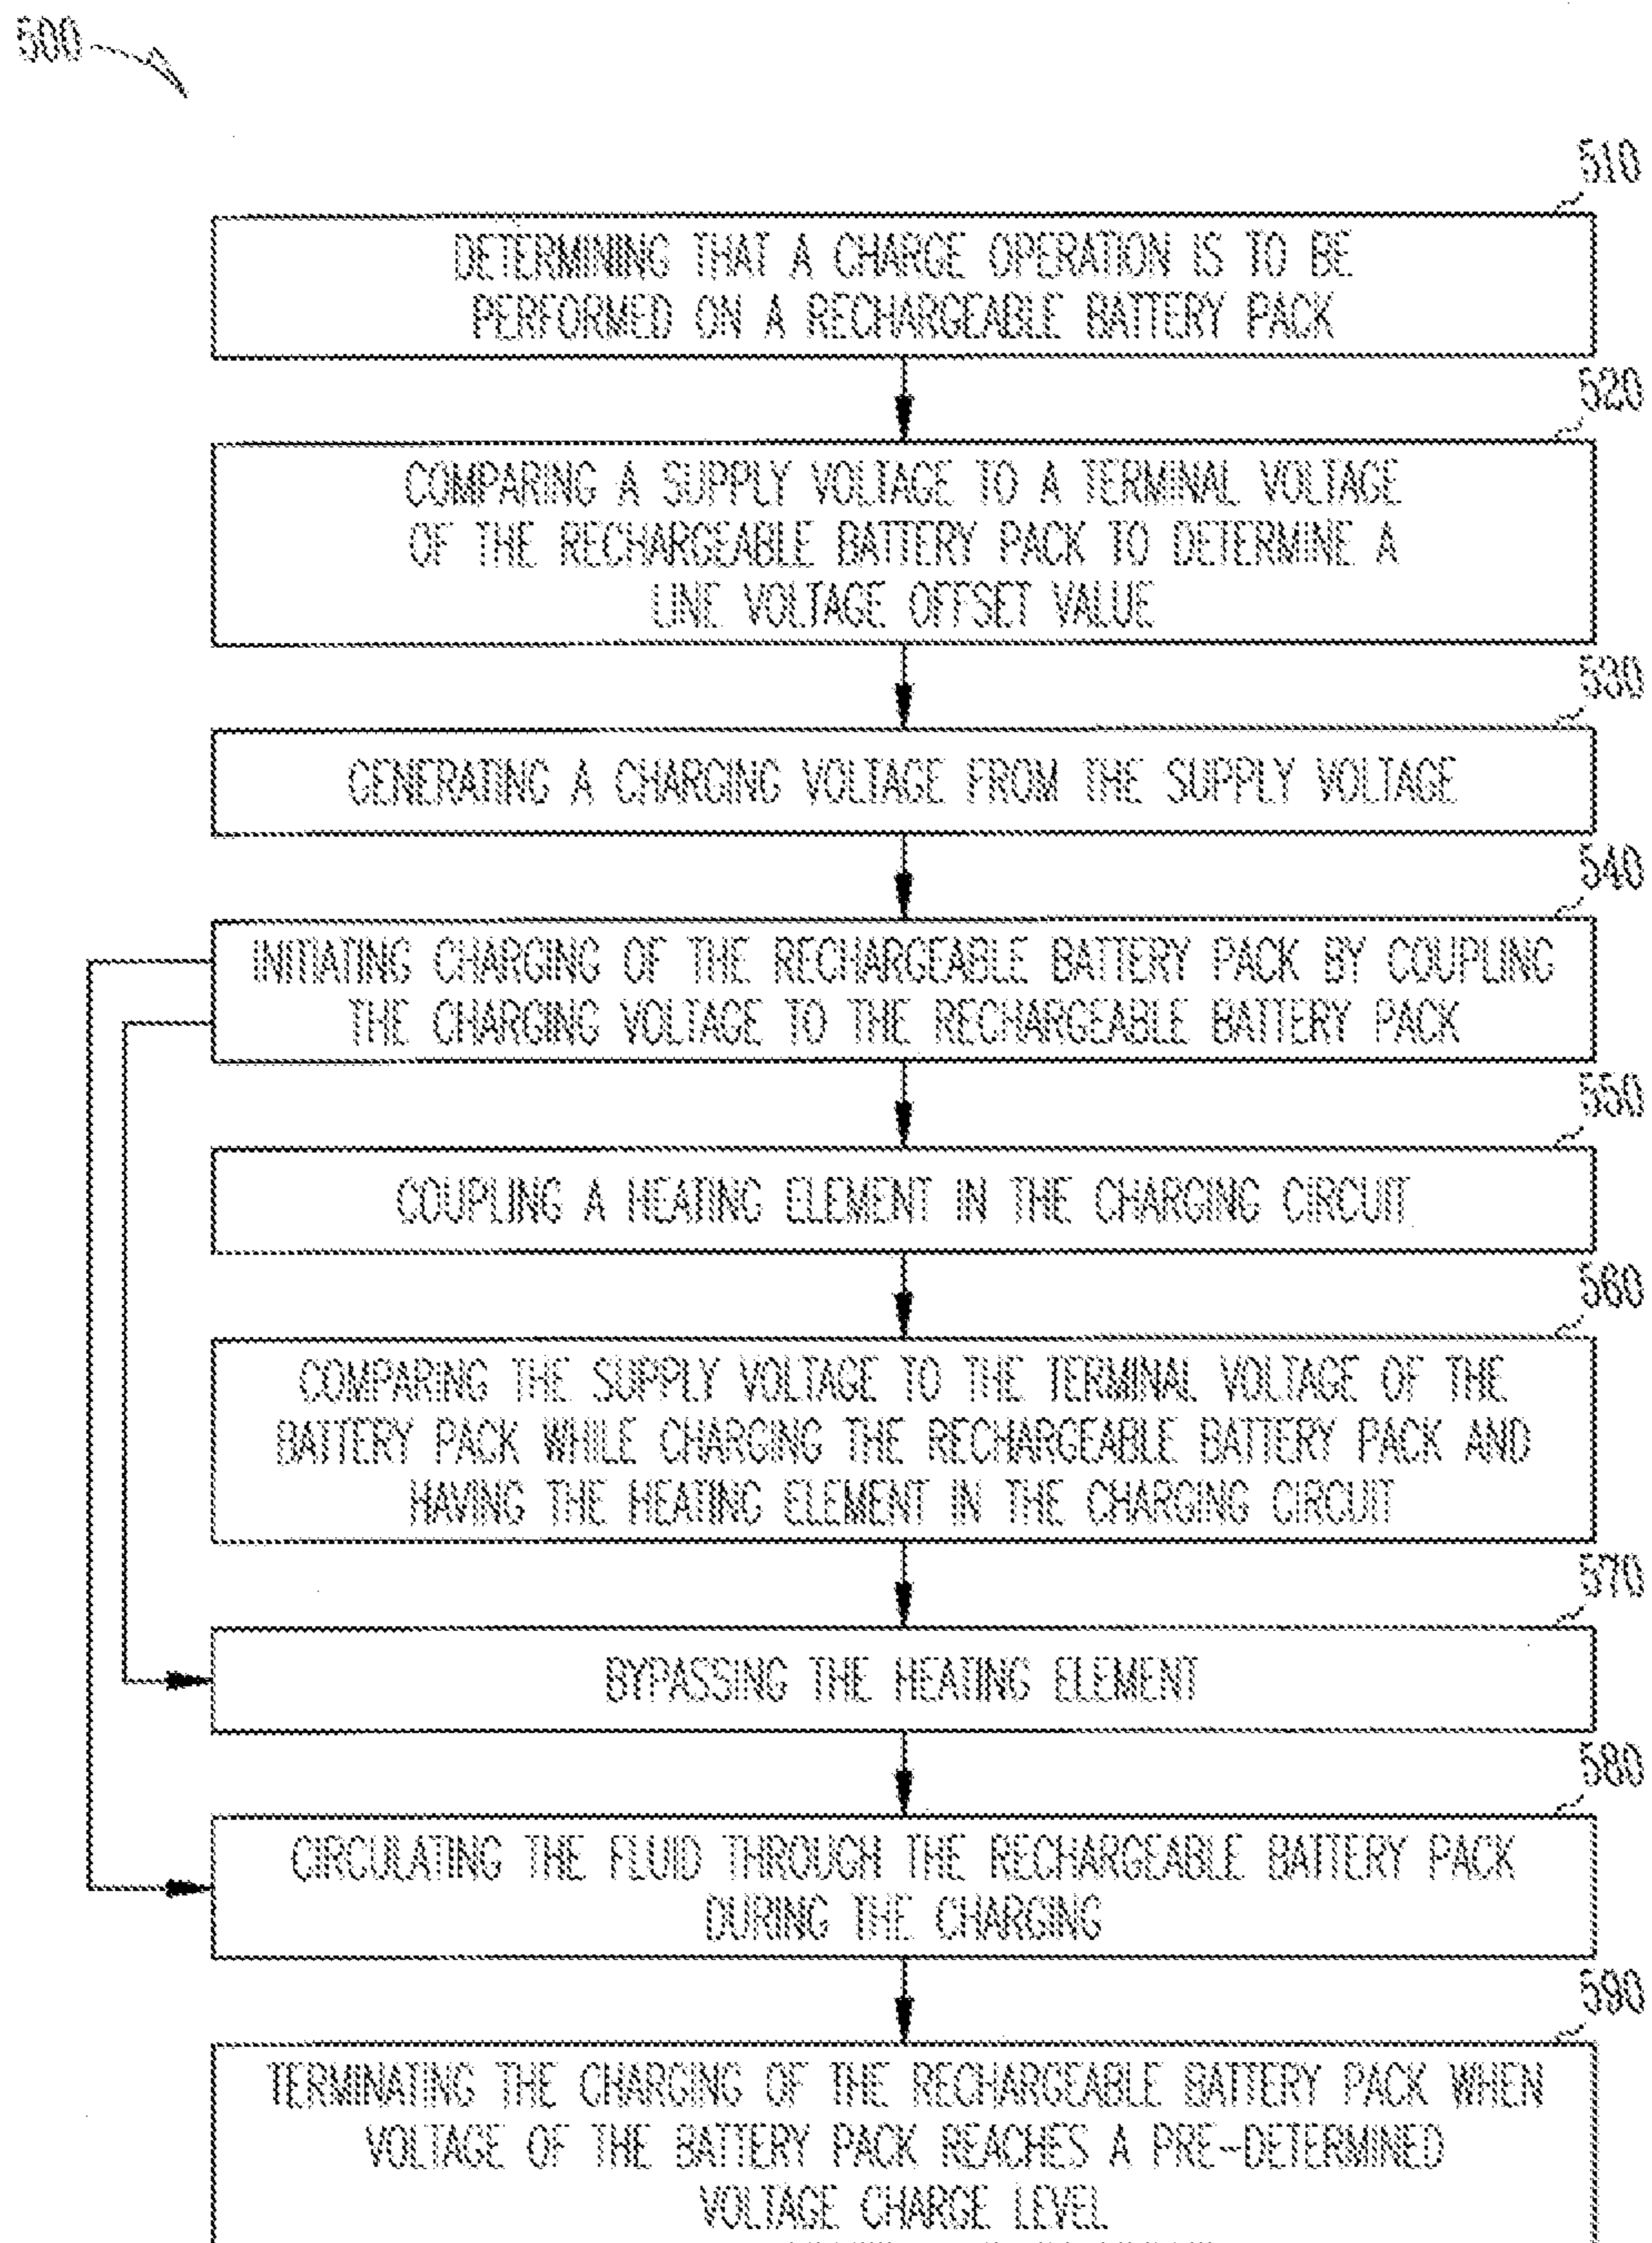 500
510
DETERMINING THAT A CHARGE OPERATION IS TO BE
PERFORMED ON A RECHARGEABLE BATTERY PACK
520
COMPARING A SUPPLY VOLTAGE TO A TERMINAL VOLTAGE
OF THE RECHARGEABLE BATTERY PACK TO DETERMINE A
LINE VOLTAGE OFFSET VALUE
530
GENERATING A CHARGING VOLTAGE FROM THE SUPPLY VOLTAGE
540
INITIATING CHARGING OF THE RECHARGEABLE BATTERY PACK BY COUPLING
THE CHARGING VOLTAGE TO THE RECHARGEABLE BATTERY PACK
550
COUPLING A HEATING ELEMENT IN THE CHARGING CIRCUIT
560
COMPARING THE SUPPLY VOLTAGE TO THE TERMINAL VOLTAGE OF THE
BATTERY PACK WHILE CHARGING THE RECHARGEABLE BATTERY PACK AND
HAVING THE HEATING ELEMENT IN THE CHARGING CIRCUIT
570
BYPASSING THE HEATING ELEMENT
580
CIRCULATING THE FLUID THROUGH THE RECHARGEABLE BATTERY PACK
DURING THE CHARGING
590
TERMINATING THE CHARGING OF THE RECHARGEABLE BATTERY PACK WHEN
VOLTAGE OF THE BATTERY PACK REACHES A PRE-DETERMINED
VOLTAGE CHARGE LEVEL